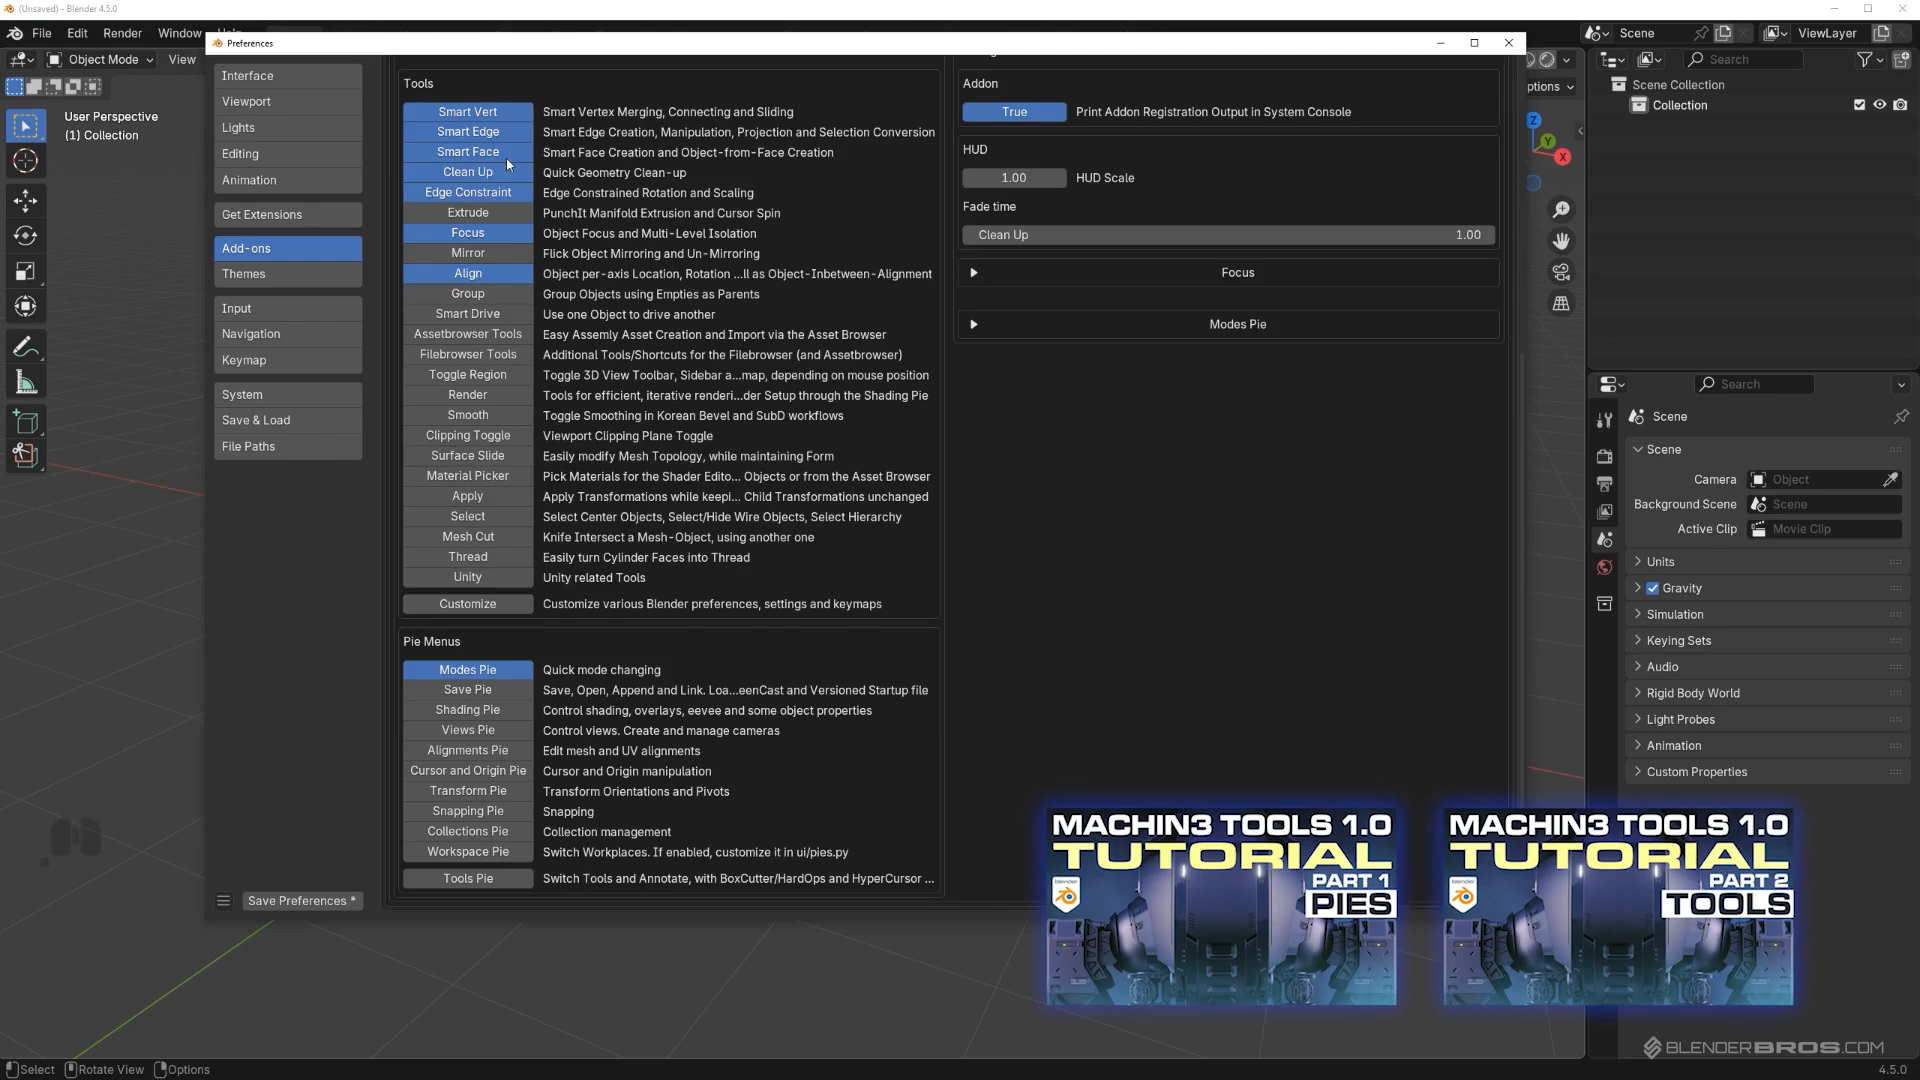 (Unsaved) - Blender 4.5.0
File Edit Render Window
Scene
ViewLayer
Preferences
Object Mode
View
User Perspective
(1) Collection
Interface
Viewport
Lights
Editing
Animation
Get Extensions
Add-ons
Themes
Input
Navigation
Keymap
System
Save & Load
File Paths
Save Preferences *
Tools
Smart Vert Smart Vertex Merging, Connecting and Sliding
Smart Edge Smart Edge Creation, Manipulation, Projection and Selection Conversion
Smart Face Smart Face Creation and Object-from-Face Creation
Clean Up Quick Geometry Clean-up
Edge Constraint Edge Constrained Rotation and Scaling
Extrude PunchIt Manifold Extrusion and Cursor Spin
Focus Object Focus and Multi-Level Isolation
Mirror Flick Object Mirroring and Un-Mirroring
Align Object per-axis Location, Rotation ...ll as Object-Inbetween-Alignment
Group Group Objects using Empties as Parents
Smart Drive Use one Object to drive another
Assetbrowser Tools Easy Assemly Asset Creation and Import via the Asset Browser
Filebrowser Tools Additional Tools/Shortcuts for the Filebrowser (and Assetbrowser)
Toggle Region Toggle 3D View Toolbar, Sidebar a...map, depending on mouse position
Render Tools for efficient, iterative renderi...der Setup through the Shading Pie
Smooth Toggle Smoothing in Korean Bevel and SubD workflows
Clipping Toggle Viewport Clipping Plane Toggle
Surface Slide Easily modify Mesh Topology, while maintaining Form
Material Picker Pick Materials for the Shader Edito... Objects or from the Asset Browser
Apply Apply Transformations while keepi... Child Transformations unchanged
Select Select Center Objects, Select/Hide Wire Objects, Select Hierarchy
Mesh Cut Knife Intersect a Mesh-Object, using another one
Thread Easily turn Cylinder Faces into Thread
Unity Unity related Tools
Customize Customize various Blender preferences, settings and keymaps
Pie Menus
Modes Pie Quick mode changing
Save Pie Save, Open, Append and Link. Loa...eenCast and Versioned Startup file
Shading Pie Control shading, overlays, eevee and some object properties
Views Pie Control views. Create and manage cameras
Alignments Pie Edit mesh and UV alignments
Cursor and Origin Pie Cursor and Origin manipulation
Transform Pie Transform Orientations and Pivots
Snapping Pie Snapping
Collections Pie Collection management
Workspace Pie Switch Workplaces. If enabled, customize it in ui/pies.py
Tools Pie Switch Tools and Annotate, with BoxCutter/HardOps and HyperCursor ...
Addon
True Print Addon Registration Output in System Console
HUD
1.00 HUD Scale
Fade time
Clean Up 1.00
Focus
Modes Pie
ptions
Z
Y
X
Search
Scene Collection
Collection
Search
Scene
Scene
Camera Object
Background Scene Scene
Active Clip Movie Clip
Units
Gravity
Simulation
Keying Sets
Audio
Rigid Body World
Light Probes
Animation
Custom Properties
MACHIN3 TOOLS 1.0
TUTORIAL
PART 1
PIES
blender
MACHIN3 TOOLS 1.0
TUTORIAL
PART 2
TOOLS
blender
BLENDERBROS.COM
Select Rotate View Options
4.5.0